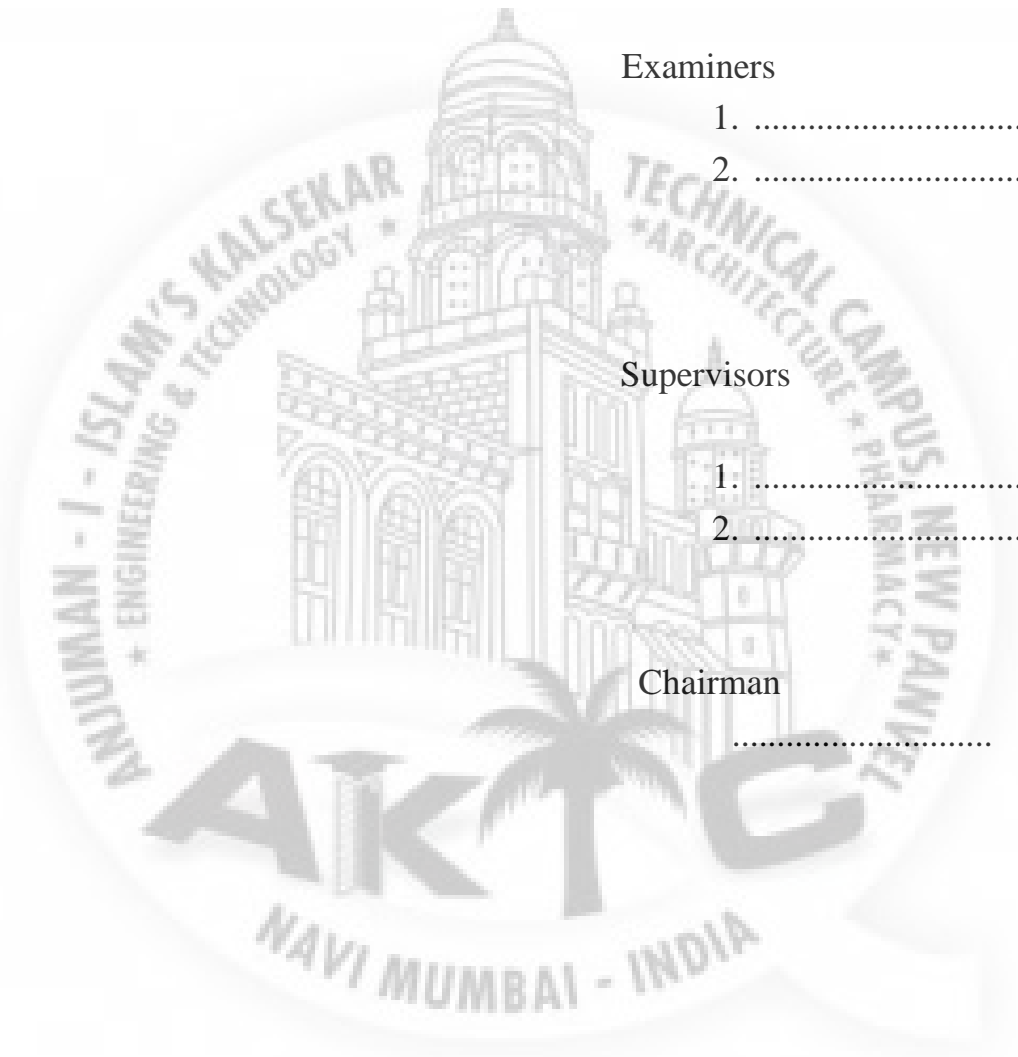 Examiners
1. ..............................
2. ..............................
Supervisors
1. ..............................
2. ..............................
Chairman
.............................
ANJUMAN - I - ISLAM'S KALSEKAR TECHNICAL CAMPUS, NEW PANVEL
* ENGINEERING & TECHNOLOGY * *ARCHITECTURE * PHARMACY*
AKTC
NAVI MUMBAI - INDIA